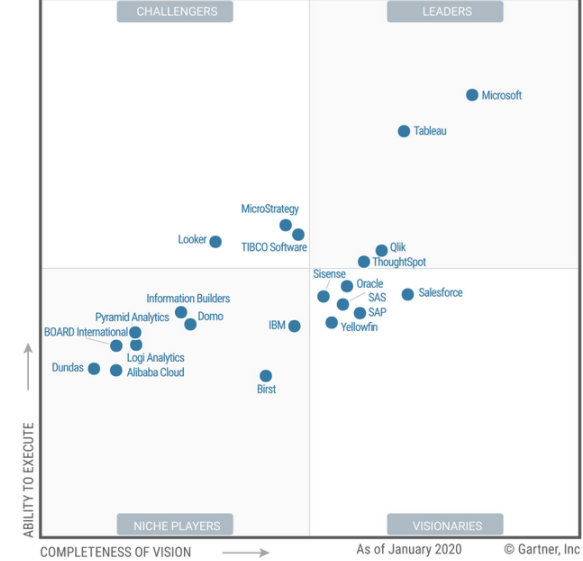 CHALLENGERS
LEADERS
Microsoft
Tableau
MicroStrategy
Looker
TIBCO Software
Qlik
ThoughtSpot
Sisense
Oracle
Salesforce
SAS
SAP
Yellowfin
Information Builders
Domo
IBM
Pyramid Analytics
BOARD International
Logi Analytics
Dundas
Alibaba Cloud
Birst
ABILITY TO EXECUTE
NICHE PLAYERS
VISIONARIES
COMPLETENESS OF VISION
As of January 2020
© Gartner, Inc